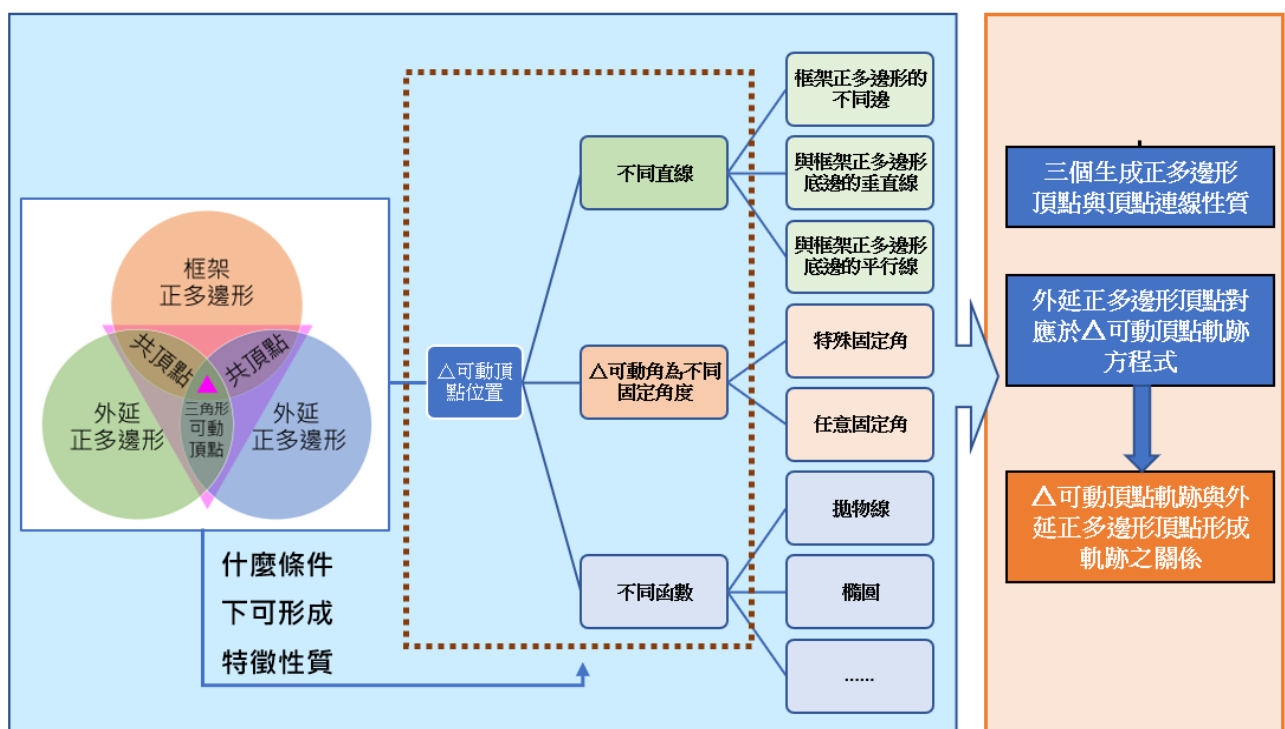 框架
正多邊形
共頂點
共頂點
外延
正多邊形
三角形
可動
頂點
外延
正多邊形
什麼條件
下可形成
特徵性質
△可動頂
點位置
不同直線
△可動角為不同
固定角度
不同函數
框架正多邊形的
不同邊
與框架正多邊形
底邊的垂直線
與框架正多邊形
底邊的平行線
特殊固定角
任意固定角
拋物線
橢圓
......
三個生成正多邊形
頂點與頂點連線性質
外延正多邊形頂點對
應於△可動頂點軌跡
方程式
△可動頂點軌跡與外
延正多邊形頂點形成
軌跡之關係